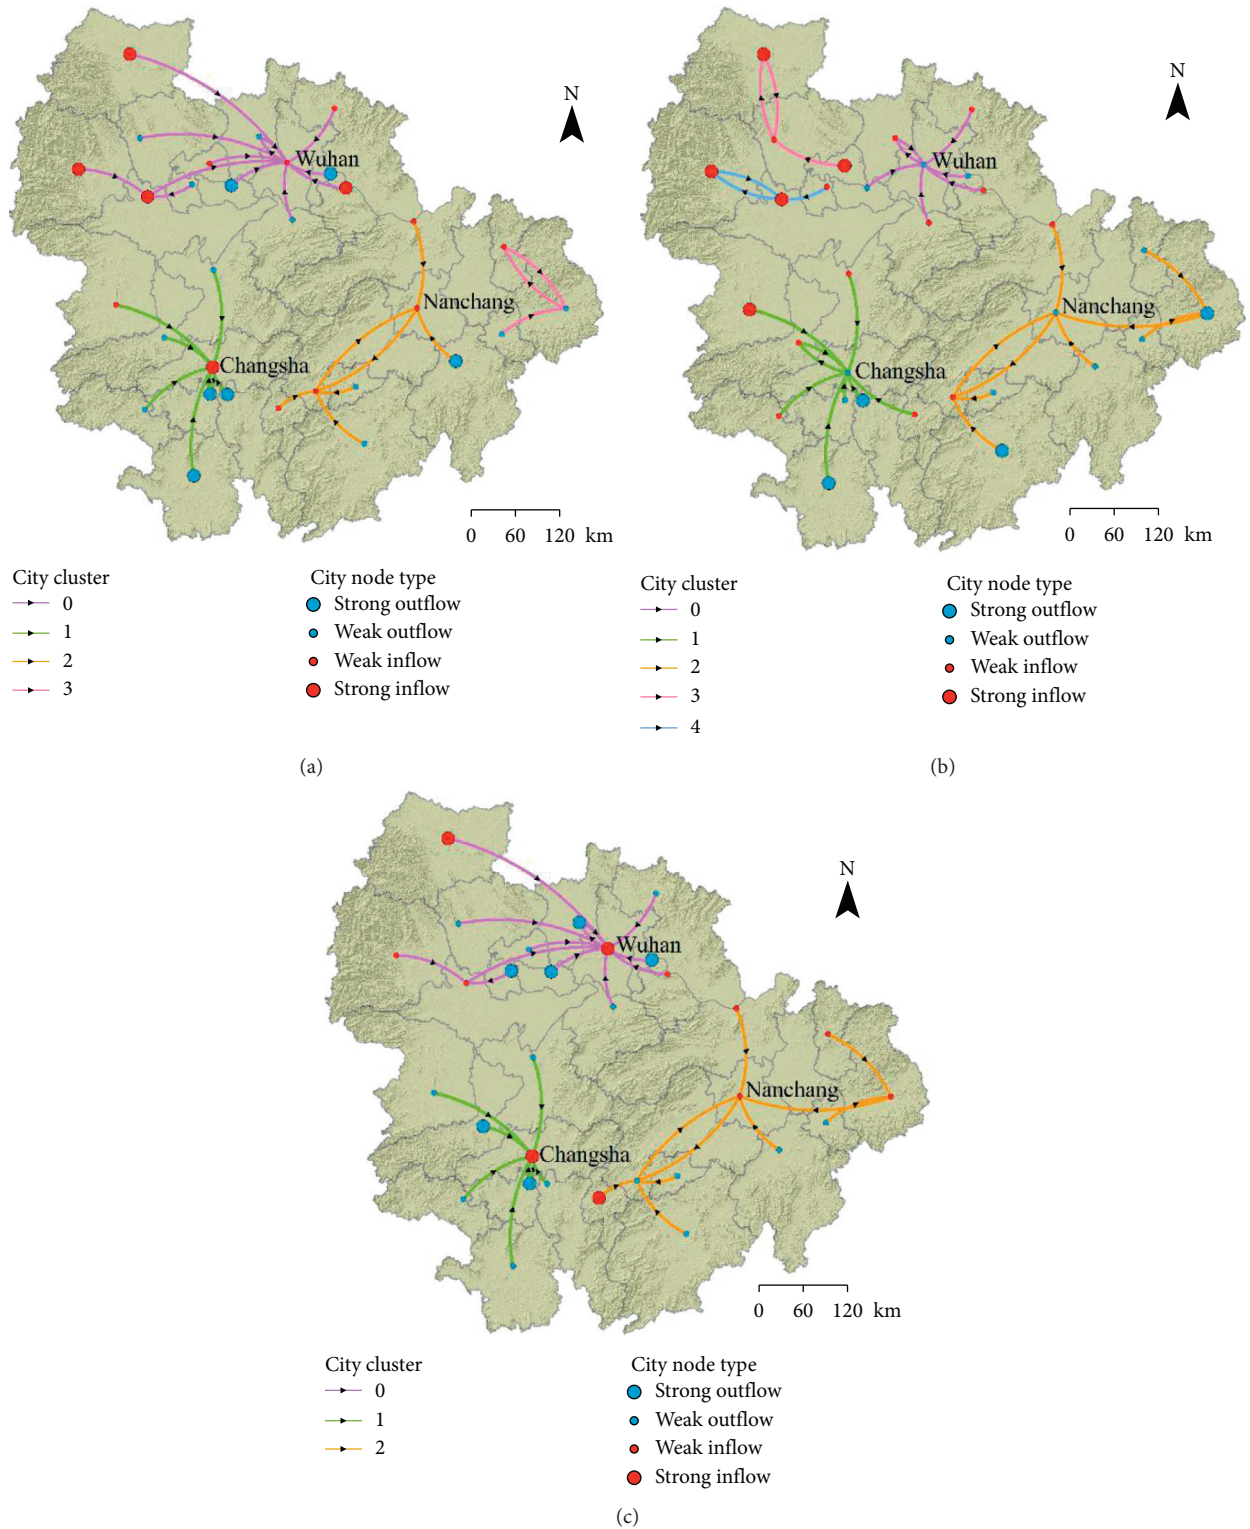 N
Wuhan
Nanchang
Changsha
0 60 120 km
City cluster
0
1
2
3
City node type
Strong outflow
Weak outflow
Weak inflow
Strong inflow
(a)
N
Wuhan
Nanchang
Changsha
0 60 120 km
City cluster
0
1
2
3
4
City node type
Strong outflow
Weak outflow
Weak inflow
Strong inflow
(b)
N
Wuhan
Nanchang
Changsha
0 60 120 km
City cluster
0
1
2
City node type
Strong outflow
Weak outflow
Weak inflow
Strong inflow
(c)